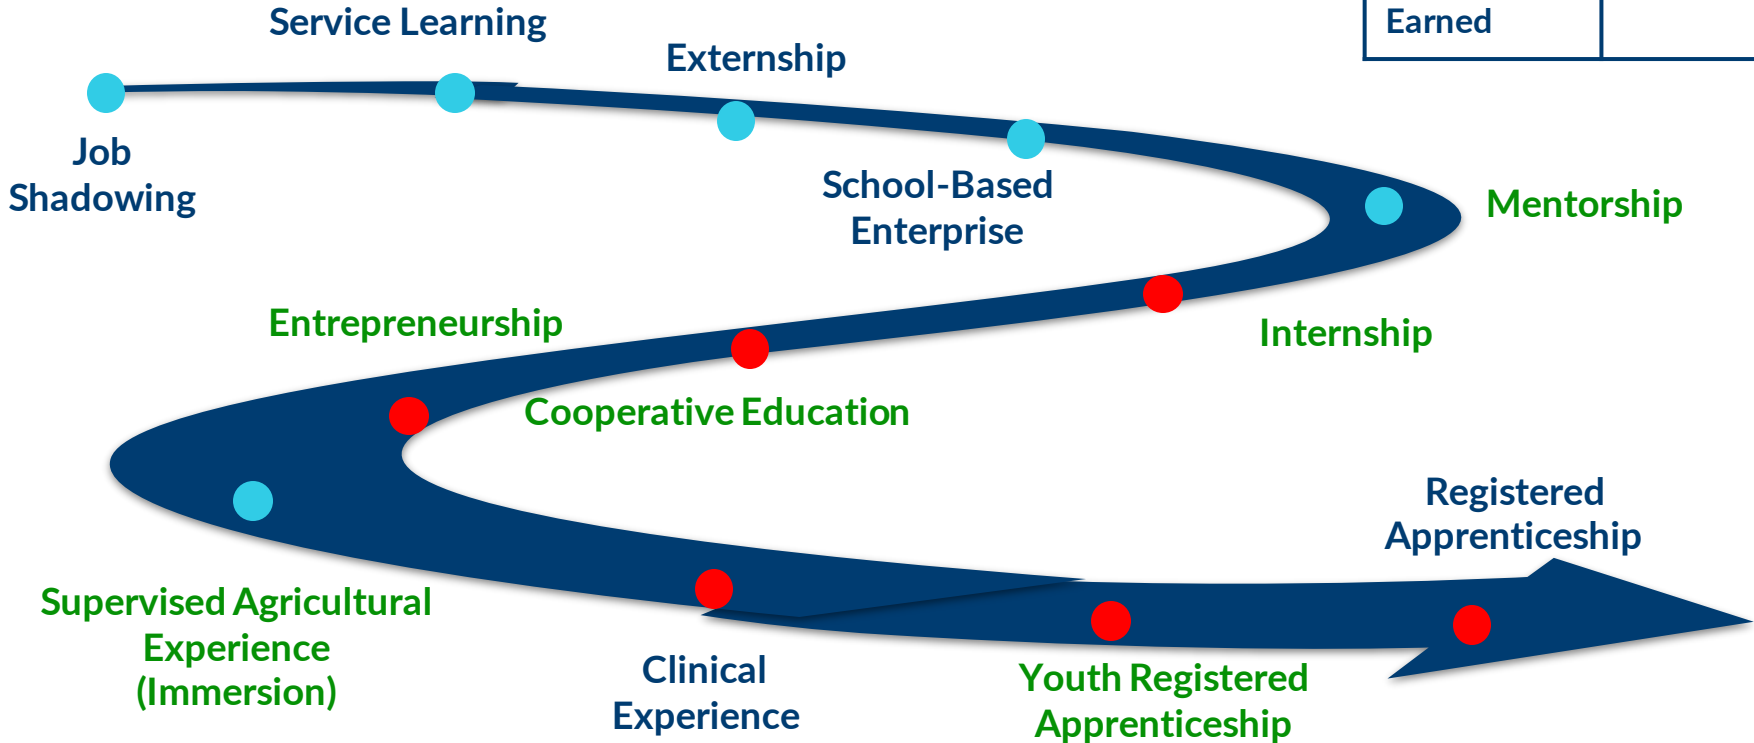 Service Learning
Earned
Externship
Job
Shadowing
School-Based
Enterprise
Mentorship
Entrepreneurship
Internship
Cooperative Education
Registered
Apprenticeship
Supervised Agricultural
Experience
(Immersion)
Clinical
Experience
Youth Registered
Apprenticeship